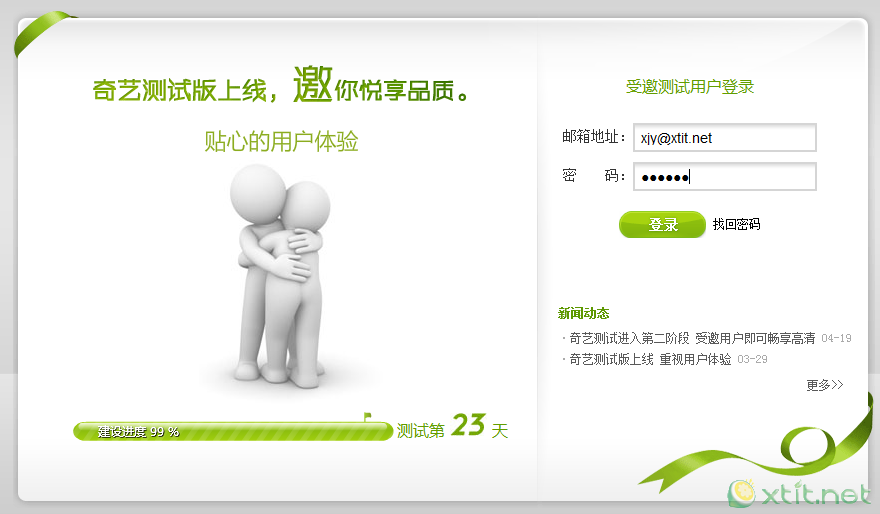 奇艺测试版上线，邀你悦享品质。
贴心的用户体验
建设进度 99 %
测试第 23 天
受邀测试用户登录
邮箱地址： xjy@xtit.net
密 码： ●●●●●●
登录 找回密码
新闻动态
· 奇艺测试进入第二阶段 受邀用户即可畅享高清 04-19
· 奇艺测试版上线 重视用户体验 03-29
更多>>
xtit.net